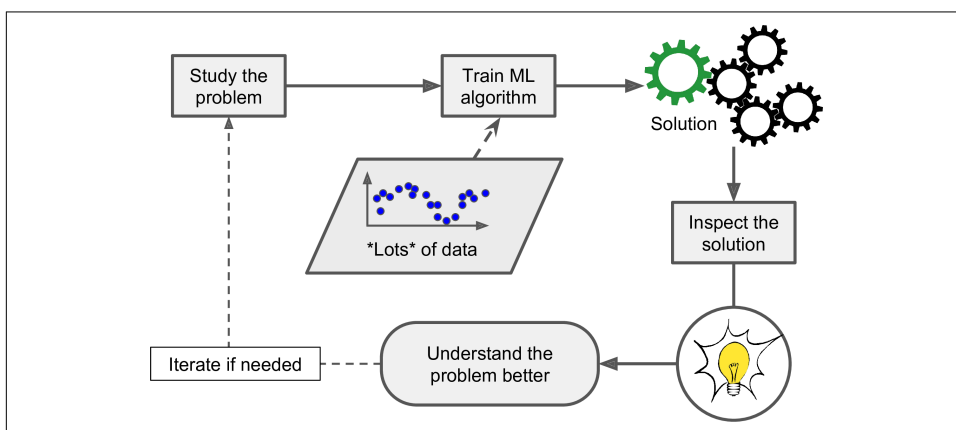 Study the
problem
Train ML
algorithm
Solution
*Lots* of data
Inspect the
solution
Understand the
problem better
Iterate if needed